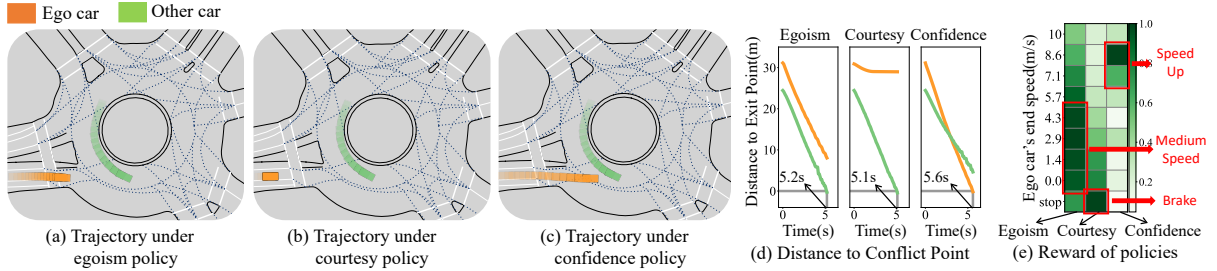 Ego car
Other car
(a) Trajectory under
egoism policy
(b) Trajectory under
courtesy policy
(c) Trajectory under
confidence policy
Egoism
Courtesy
Confidence
Distance to Exit Point(m)
30
20
10
0
5.2s
5.1s
5.6s
0
5
0
5
0
5
Time(s)
Time(s)
Time(s)
(d) Distance to Conflict Point
Ego car's end speed(m/s)
10
8.6
7.1
5.7
4.3
2.9
1.4
0.0
stop
1.0
0.6
0.4
0.2
Speed
Up
Medium
Speed
Brake
Egoism
Courtesy
Confidence
(e) Reward of policies